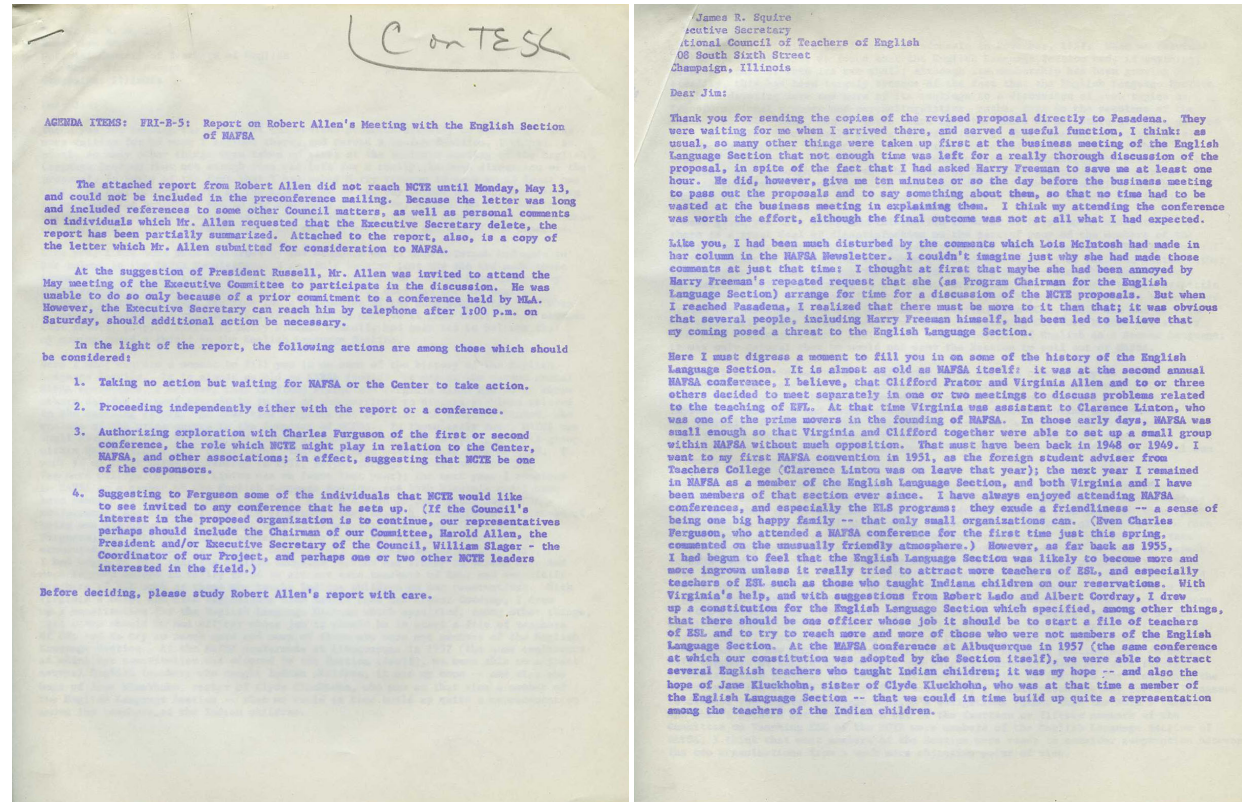 ConTESL
AGENDA ITEMS: FRI-B-5: Report on Robert Allen's Meeting with the English Section
of NAFSA
The attached report from Robert Allen did not reach NCTE until Monday, May 13,
and could not be included in the preconference mailing. Because the letter was long
and included references to some other Council matters, as well as personal comments
on individuals which Mr. Allen requested that the Executive Secretary delete, the
report has been partially summarized. Attached to the report, also, is a copy of
the letter which Mr. Allen submitted for consideration to NAFSA.
At the suggestion of President Russell, Mr. Allen was invited to attend the
May meeting of the Executive Committee to participate in the discussion. He was
unable to do so only because of a prior commitment to a conference held by MLA.
However, the Executive Secretary can reach him by telephone after 1:00 p.m. on
Saturday, should additional action be necessary.
In the light of the report, the following actions are among those which should
be considered:
1. Taking no action but waiting for NAFSA or the Center to take action.
2. Proceeding independently either with the report or a conference.
3. Authorizing exploration with Charles Furguson of the first or second
conference, the role which NCTE might play in relation to the Center,
NAFSA, and other associations; in effect, suggesting that NCTE be one
of the cosponsors.
4. Suggesting to Ferguson some of the individuals that NCTE would like
to see invited to any conference that he sets up. (If the Council's
interest in the proposed organization is to continue, our representatives
perhaps should include the Chairman of our Committee, Harold Allen, the
President and/or Executive Secretary of the Council, William Slager - the
Coordinator of our Project, and perhaps one or two other NCTE leaders
interested in the field.)
Before deciding, please study Robert Allen's report with care.
James R. Squire
ecutive Secretary
tional Council of Teachers of English
08 South Sixth Street
Champaign, Illinois
Dear Jim:
Thank you for sending the copies of the revised proposal directly to Pasadena. They
were waiting for me when I arrived there, and served a useful function, I think: as
usual, so many other things were taken up first at the business meeting of the English
Language Section that not enough time was left for a really thorough discussion of the
proposal, in spite of the fact that I had asked Harry Freeman to save me at least one
hour. He did, however, give me ten minutes or so the day before the business meeting
to pass out the proposals and to say something about them, so that no time had to be
wasted at the business meeting in explaining them. I think my attending the conference
was worth the effort, although the final outcome was not at all what I had expected.
Like you, I had been much disturbed by the comments which Lois McIntosh had made in
her column in the NAFSA Newsletter. I couldn't imagine just why she had made those
comments at just that time: I thought at first that maybe she had been annoyed by
Harry Freeman's repeated request that she (as Program Chairman for the English
Language Section) arrange for time for a discussion of the NCTE proposals. But when
I reached Pasadena, I realized that there must be more to it than that; it was obvious
that several people, including Harry Freeman himself, had been led to believe that
my coming posed a threat to the English Language Section.
Here I must digress a moment to fill you in on some of the history of the English
Language Section. It is almost as old as NAFSA itself: it was at the second annual
NAFSA conference, I believe, that Clifford Prator and Virginia Allen and to or three
others decided to meet separately in one or two meetings to discuss problems related
to the teaching of EFL. At that time Virginia was assistant to Clarence Linton, who
was one of the prime movers in the founding of NAFSA. In those early days, NAFSA was
small enough so that Virginia and Clifford together were able to set up a small group
within NAFSA without much opposition. That must have been back in 1948 or 1949. I
went to my first NAFSA convention in 1951, as the foreign student adviser from
Teachers College (Clarence Linton was on leave that year); the next year I remained
in NAFSA as a member of the English Language Section, and both Virginia and I have
been members of that section ever since. I have always enjoyed attending NAFSA
conferences, and especially the ELS programs: they exude a friendliness -- a sense of
being one big happy family -- that only small organizations can. (Even Charles
Ferguson, who attended a NAFSA conference for the first time just this spring,
commented on the unusually friendly atmosphere.) However, as far back as 1955,
I had begun to feel that the English Language Section was likely to become more and
more ingrown unless it really tried to attract more teachers of ESL, and especially
teachers of ESL such as those who taught Indiana children on our reservations. With
Virginia's help, and with suggestions from Robert Lado and Albert Cordray, I drew
up a constitution for the English Language Section which specified, among other things,
that there should be one officer whose job it should be to start a file of teachers
of ESL and to try to reach more and more of those who were not members of the English
Language Section. At the NAFSA conference at Albuquerque in 1957 (the same conference
at which our constitution was adopted by the Section itself), we were able to attract
several English teachers who taught Indian children; it was my hope -- and also the
hope of Jane Kluckhohn, sister of Clyde Kluckhohn, who was at that time a member of
the English Language Section -- that we could in time build up quite a representation
among the teachers of the Indian children.